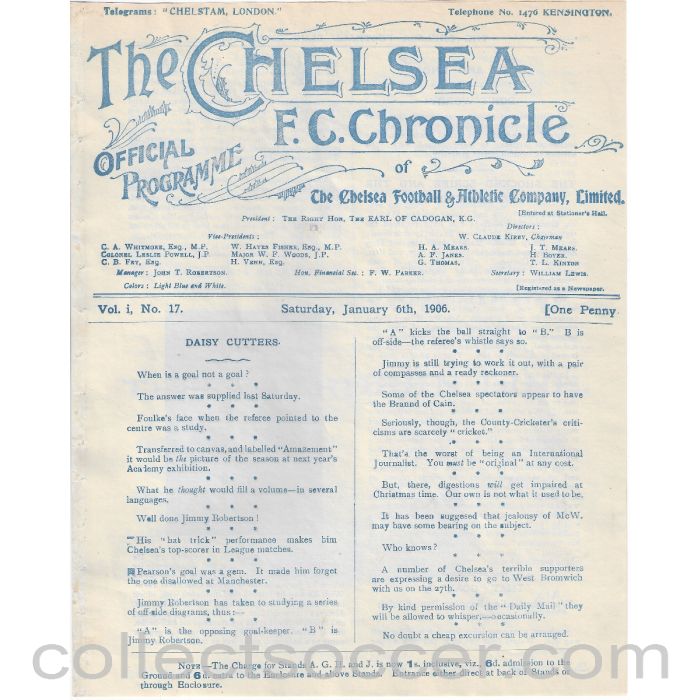 Telegrams: "CHELSTAM, LONDON."
Telephone No. 1476 KENSINGTON.
The CHELSEA
F.C. Chronicle
OFFICIAL
PROGRAMME
of
The Chelsea Football & Athletic Company, Limited.
[Entered at Stationer's Hall.
President: THE RIGHT HON. THE EARL OF CADOGAN, K.G.
Vice-Presidents:
C. A. WHITMORE, ESQ., M.P.
W. HAYES FISHER, ESQ., M.P.
COLONEL LESLIE POWELL, J.P.
MAJOR W. F. WOODS, J.P.
C. B. FRY, ESQ.
H. VENN, ESQ.
Directors:
W. CLAUDE KIRBY, Chairman
H. A. MEARS.
J. T. MEARS.
A. F. JANES.
H. BOYER.
G. THOMAS.
T. L. KINTON
Manager: JOHN T. ROBERTSON.
Hon. Financial Sec.: F. W. PARKER.
Secretary: WILLIAM LEWIS.
Colors: Light Blue and White.
[Registered as a Newspaper.
Vol. i, No. 17.
Saturday, January 6th, 1906.
[One Penny
DAISY CUTTERS.
When is a goal not a goal?
* * *
The answer was supplied last Saturday.
* * *
Foulke's face when the referee pointed to the
centre was a study.
* * *
Transferred to canvas, and labelled "Amazement"
it would be the picture of the season at next year's
Academy exhibition.
* * *
What he thought would fill a volume—in several
languages.
* * *
Well done Jimmy Robertson!
* * *
His "hat trick" performance makes him
Chelsea's top-scorer in League matches.
* * *
Pearson's goal was a gem. It made him forget
the one disallowed at Manchester.
* * *
Jimmy Robertson has taken to studying a series
of off-side diagrams, thus:—
* * *
"A" is the opposing goal-keeper. "B" is
Jimmy Robertson.
"A" kicks the ball straight to "B." B is
off-side—the referee's whistle says so.
* * *
Jimmy is still trying to work it out, with a pair
of compasses and a ready reckoner.
* * *
Some of the Chelsea spectators appear to have
the Brannd of Cain.
* * *
Seriously, though, the County-Cricketer's criti-
cisms are scarcely "cricket."
* * *
That's the worst of being an International
Journalist. You must be "original" at any cost.
* * *
But, there, digestions will get impaired at
Christmas time. Our own is not what it used to be.
* * *
It has been suggesed that jealousy of McW.
may have some bearing on the subject.
* * *
Who knows?
* * *
A number of Chelsea's terrible supporters
are expressing a desire to go to West Bromwich
with us on the 27th.
* * *
By kind permission of the "Daily Mail" they
will be allowed to whisper,—occasionally.
* * *
No doubt a cheap excursion can be arranged.
NOTE—The Charge for Stands A. G. H. and J. is now 1s. inclusive, viz. 6d. admission to the
Ground and 6d. extra to the Enclosure and above Stands. Entrance either direct at back of Stands or
through Enclosure.
collectsoccer.com